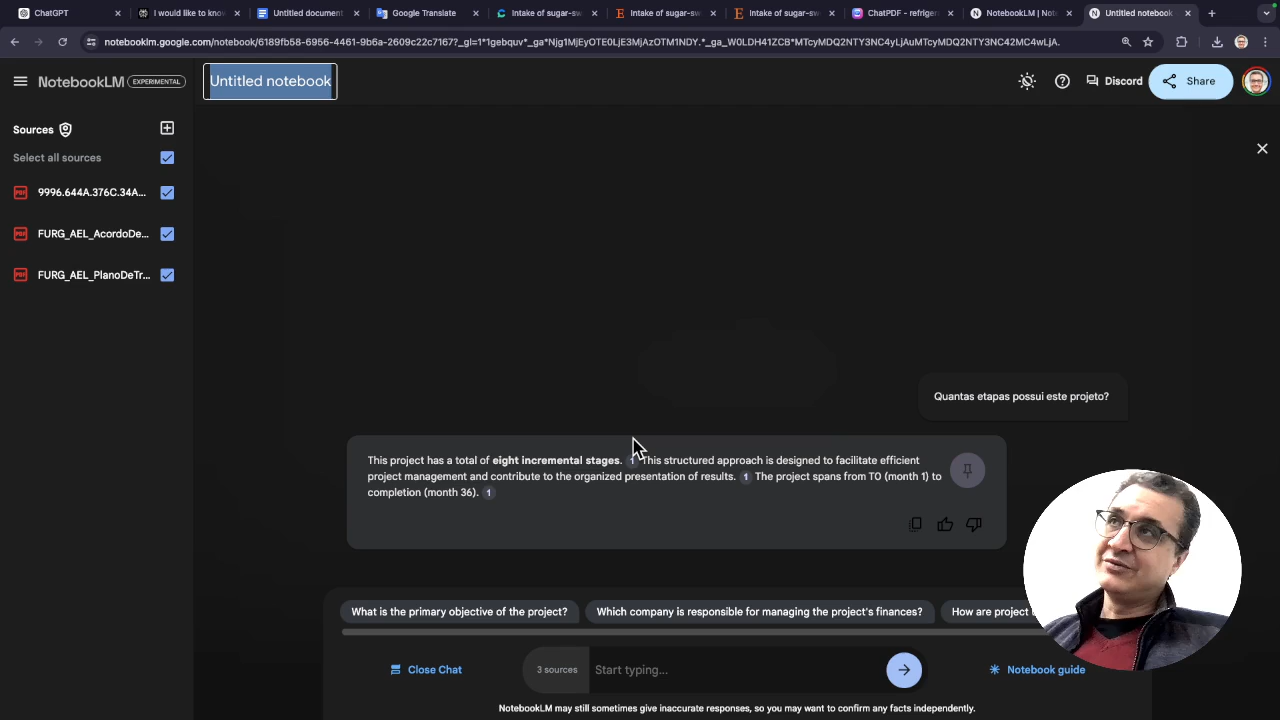 ChatGPT
I would like to know
Untitled document
Google Translate
Intake of sugar-sw
Intake of sugar-sw
Intake of sugar-sw
ChatPDF - refriger
NotebookLM | Not
Untitled notebook
notebooklm.google.com/notebook/6189fb58-6956-4461-9b6a-2609c22c7167?_gl=1*1gebquv*_ga*Njg1MjEyOTE0LjE3MjAzOTM1NDY.*_ga_W0LDH41ZCB*MTcyMDQ2NTY3NC4yLjAuMTcyMDQ2NTY3NC42MC4wLjA.
NotebookLM EXPERIMENTAL
Untitled notebook
Discord
Share
Sources
Select all sources
9996.644A.376C.34A...
FURG_AEL_AcordoDe...
FURG_AEL_PlanoDeTr...
Quantas etapas possui este projeto?
This project has a total of eight incremental stages. 1 This structured approach is designed to facilitate efficient
project management and contribute to the organized presentation of results. 1 The project spans from T0 (month 1) to
completion (month 36). 1
What is the primary objective of the project?
Which company is responsible for managing the project's finances?
How are project
Close Chat
3 sources
Start typing...
Notebook guide
NotebookLM may still sometimes give inaccurate responses, so you may want to confirm any facts independently.